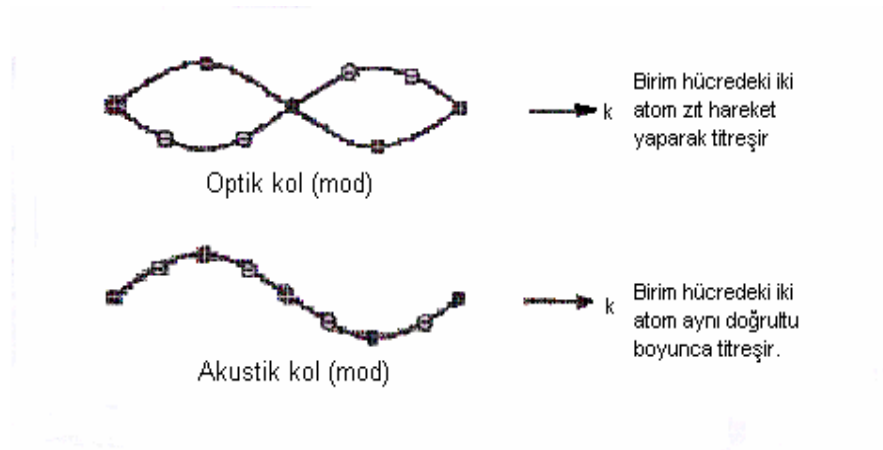 k
Birim hücredeki iki
atom zıt hareket
yaparak titreşir
Optik kol (mod)
k
Birim hücredeki iki
atom aynı doğrultu
boyunca titreşir.
Akustik kol (mod)